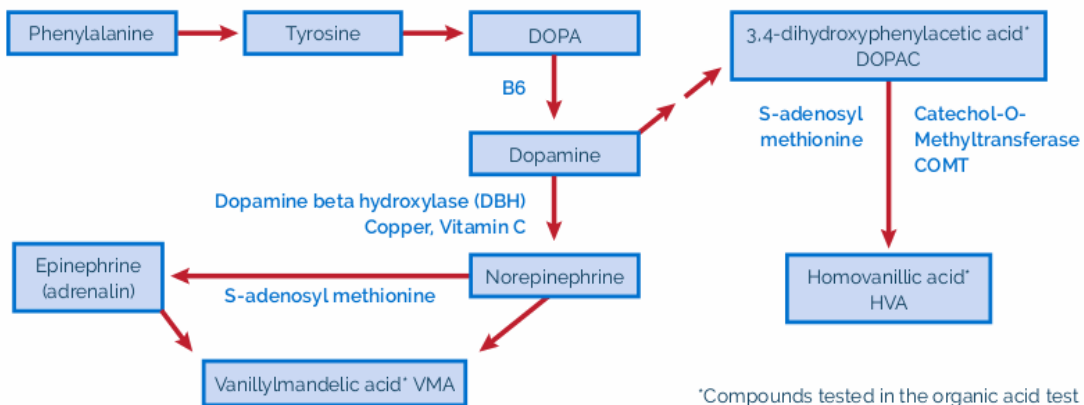 Phenylalanine
Tyrosine
DOPA
3,4-dihydroxyphenylacetic acid*
DOPAC
B6
S-adenosyl
methionine
Catechol-O-
Methyltransferase
COMT
Dopamine
Dopamine beta hydroxylase (DBH)
Copper, Vitamin C
Epinephrine
(adrenalin)
S-adenosyl methionine
Norepinephrine
Homovanillic acid*
HVA
Vanillylmandelic acid* VMA
*Compounds tested in the organic acid test